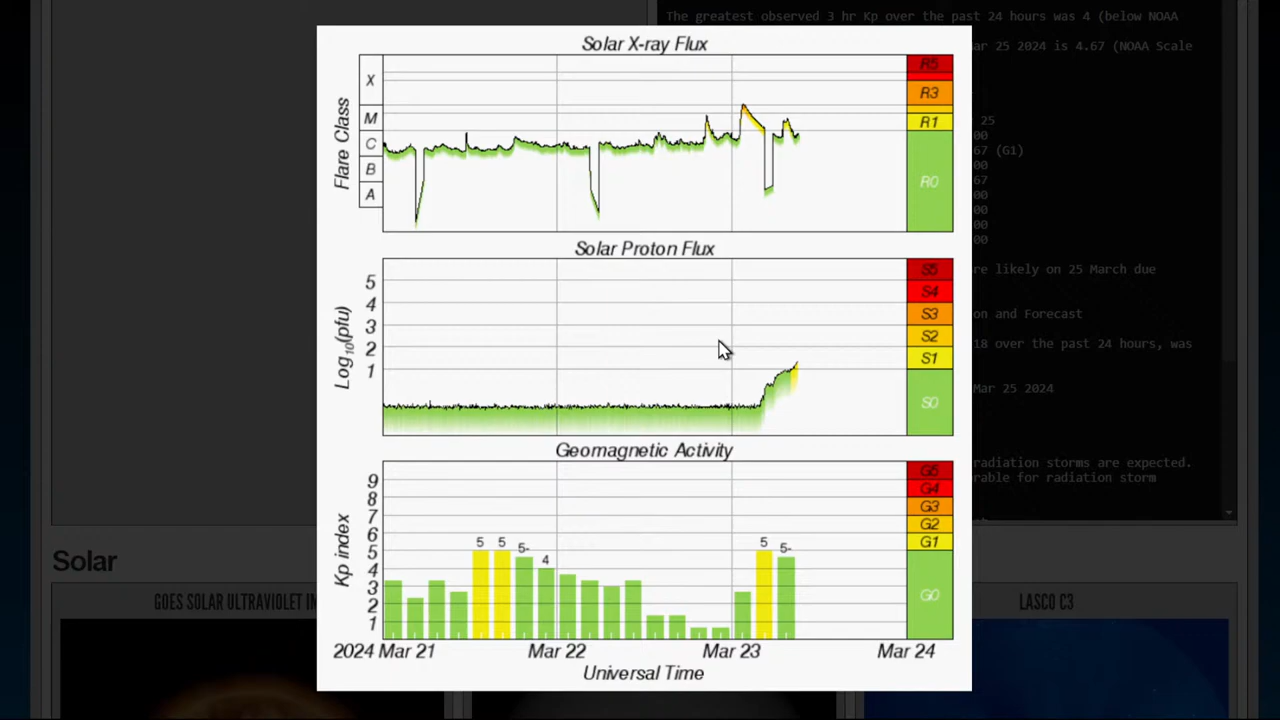 The greatest observed 3 hr Kp over the past 24 hours was 4 (below NOAA
ar 25 2024 is 4.67 (NOAA Scale
Solar X-ray Flux
Flare Class
X
M
C
B
A
R5
R3
R1
R0
25
00
67 (G1)
00
67
00
00
00
Solar Proton Flux
Log10(pfu)
5
4
3
2
1
S5
S4
S3
S2
S1
S0
re likely on 25 March due
on and Forecast
18 over the past 24 hours, was
Mar 25 2024
Geomagnetic Activity
Kp index
9
8
7
6
5
4
3
2
1
5
5
5-
4
5
5-
G5
G4
G3
G2
G1
G0
radiation storms are expected.
rable for radiation storm
2024 Mar 21
Mar 22
Mar 23
Mar 24
Universal Time
Solar
GOES SOLAR ULTRAVIOLET IM
LASCO C3